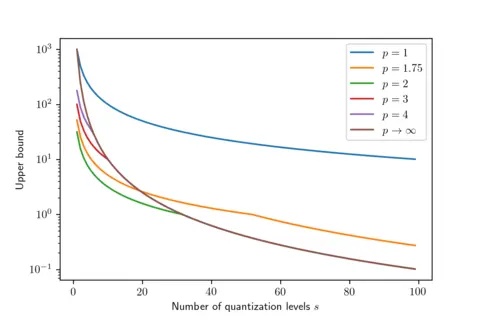 10³
10²
10¹
10⁰
10⁻¹
Upper bound
p = 1
p = 1.75
p = 2
p = 3
p = 4
p → ∞
0 20 40 60 80 100
Number of quantization levels s